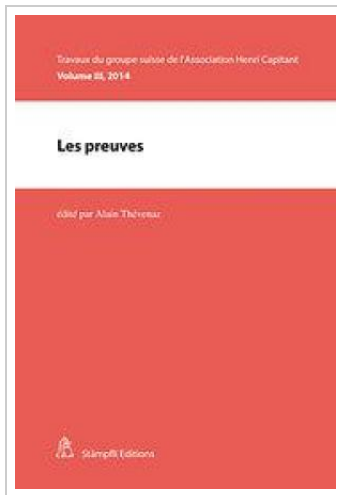 Travaux du groupe suisse de l'Association Henri Capitant
Volume III, 2014
Les preuves
édité par Alain Thévenaz
Stämpfli Editions